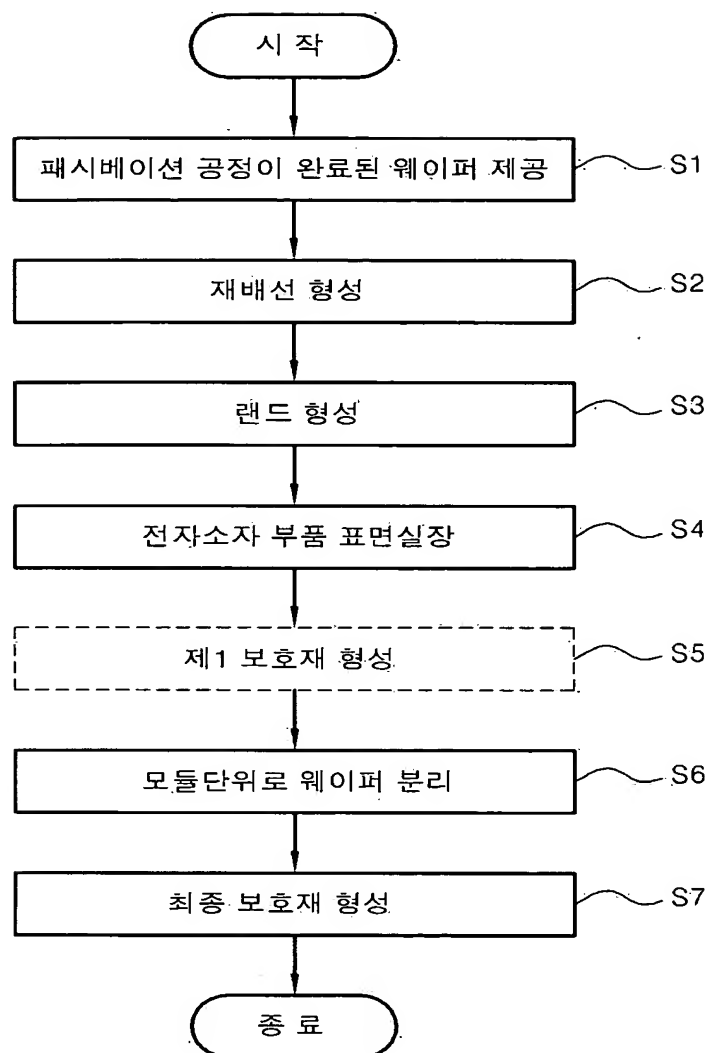 시 작
패시베이션 공정이 완료된 웨이퍼 제공 S1
재배선 형성 S2
랜드 형성 S3
전자소자 부품 표면실장 S4
제1 보호재 형성 S5
모듈단위로 웨이퍼 분리 S6
최종 보호재 형성 S7
종 료